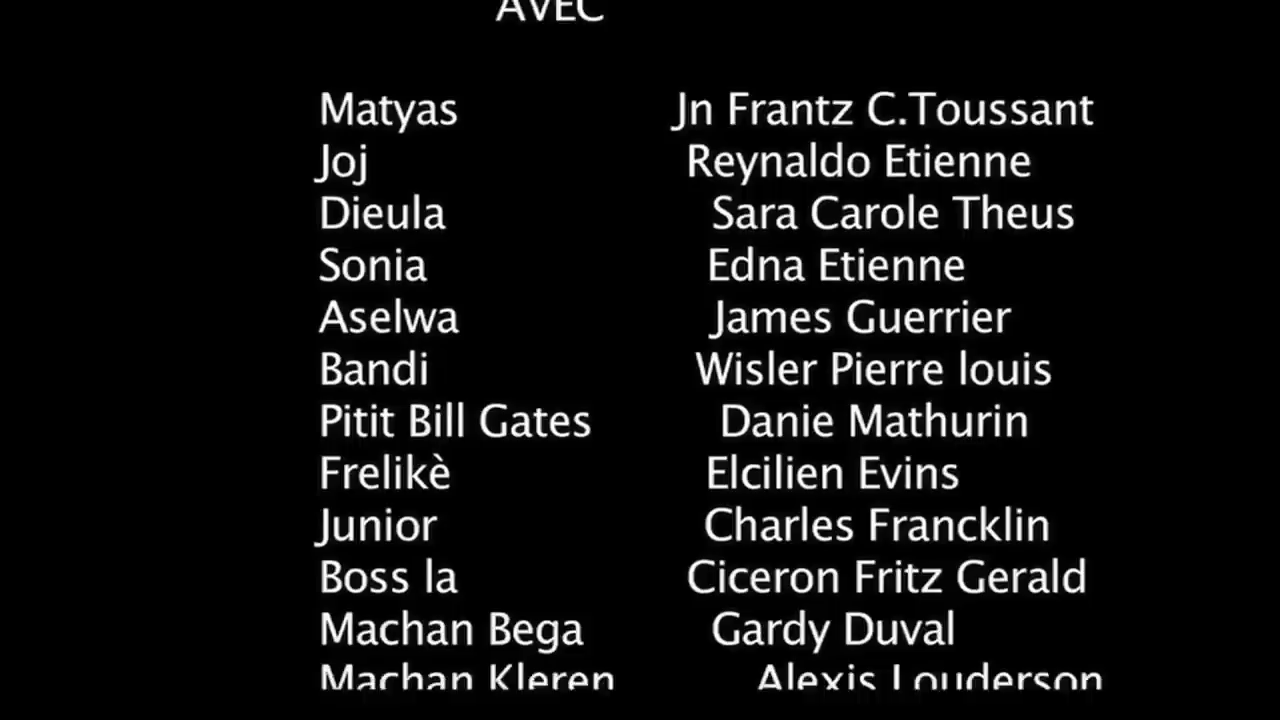 AVEC
Matyas Jn Frantz C.Toussant
Joj Reynaldo Etienne
Dieula Sara Carole Theus
Sonia Edna Etienne
Aselwa James Guerrier
Bandi Wisler Pierre louis
Pitit Bill Gates Danie Mathurin
Frelikè Elcilien Evins
Junior Charles Francklin
Boss la Ciceron Fritz Gerald
Machan Bega Gardy Duval
Machan Kleren Alexis Louderson